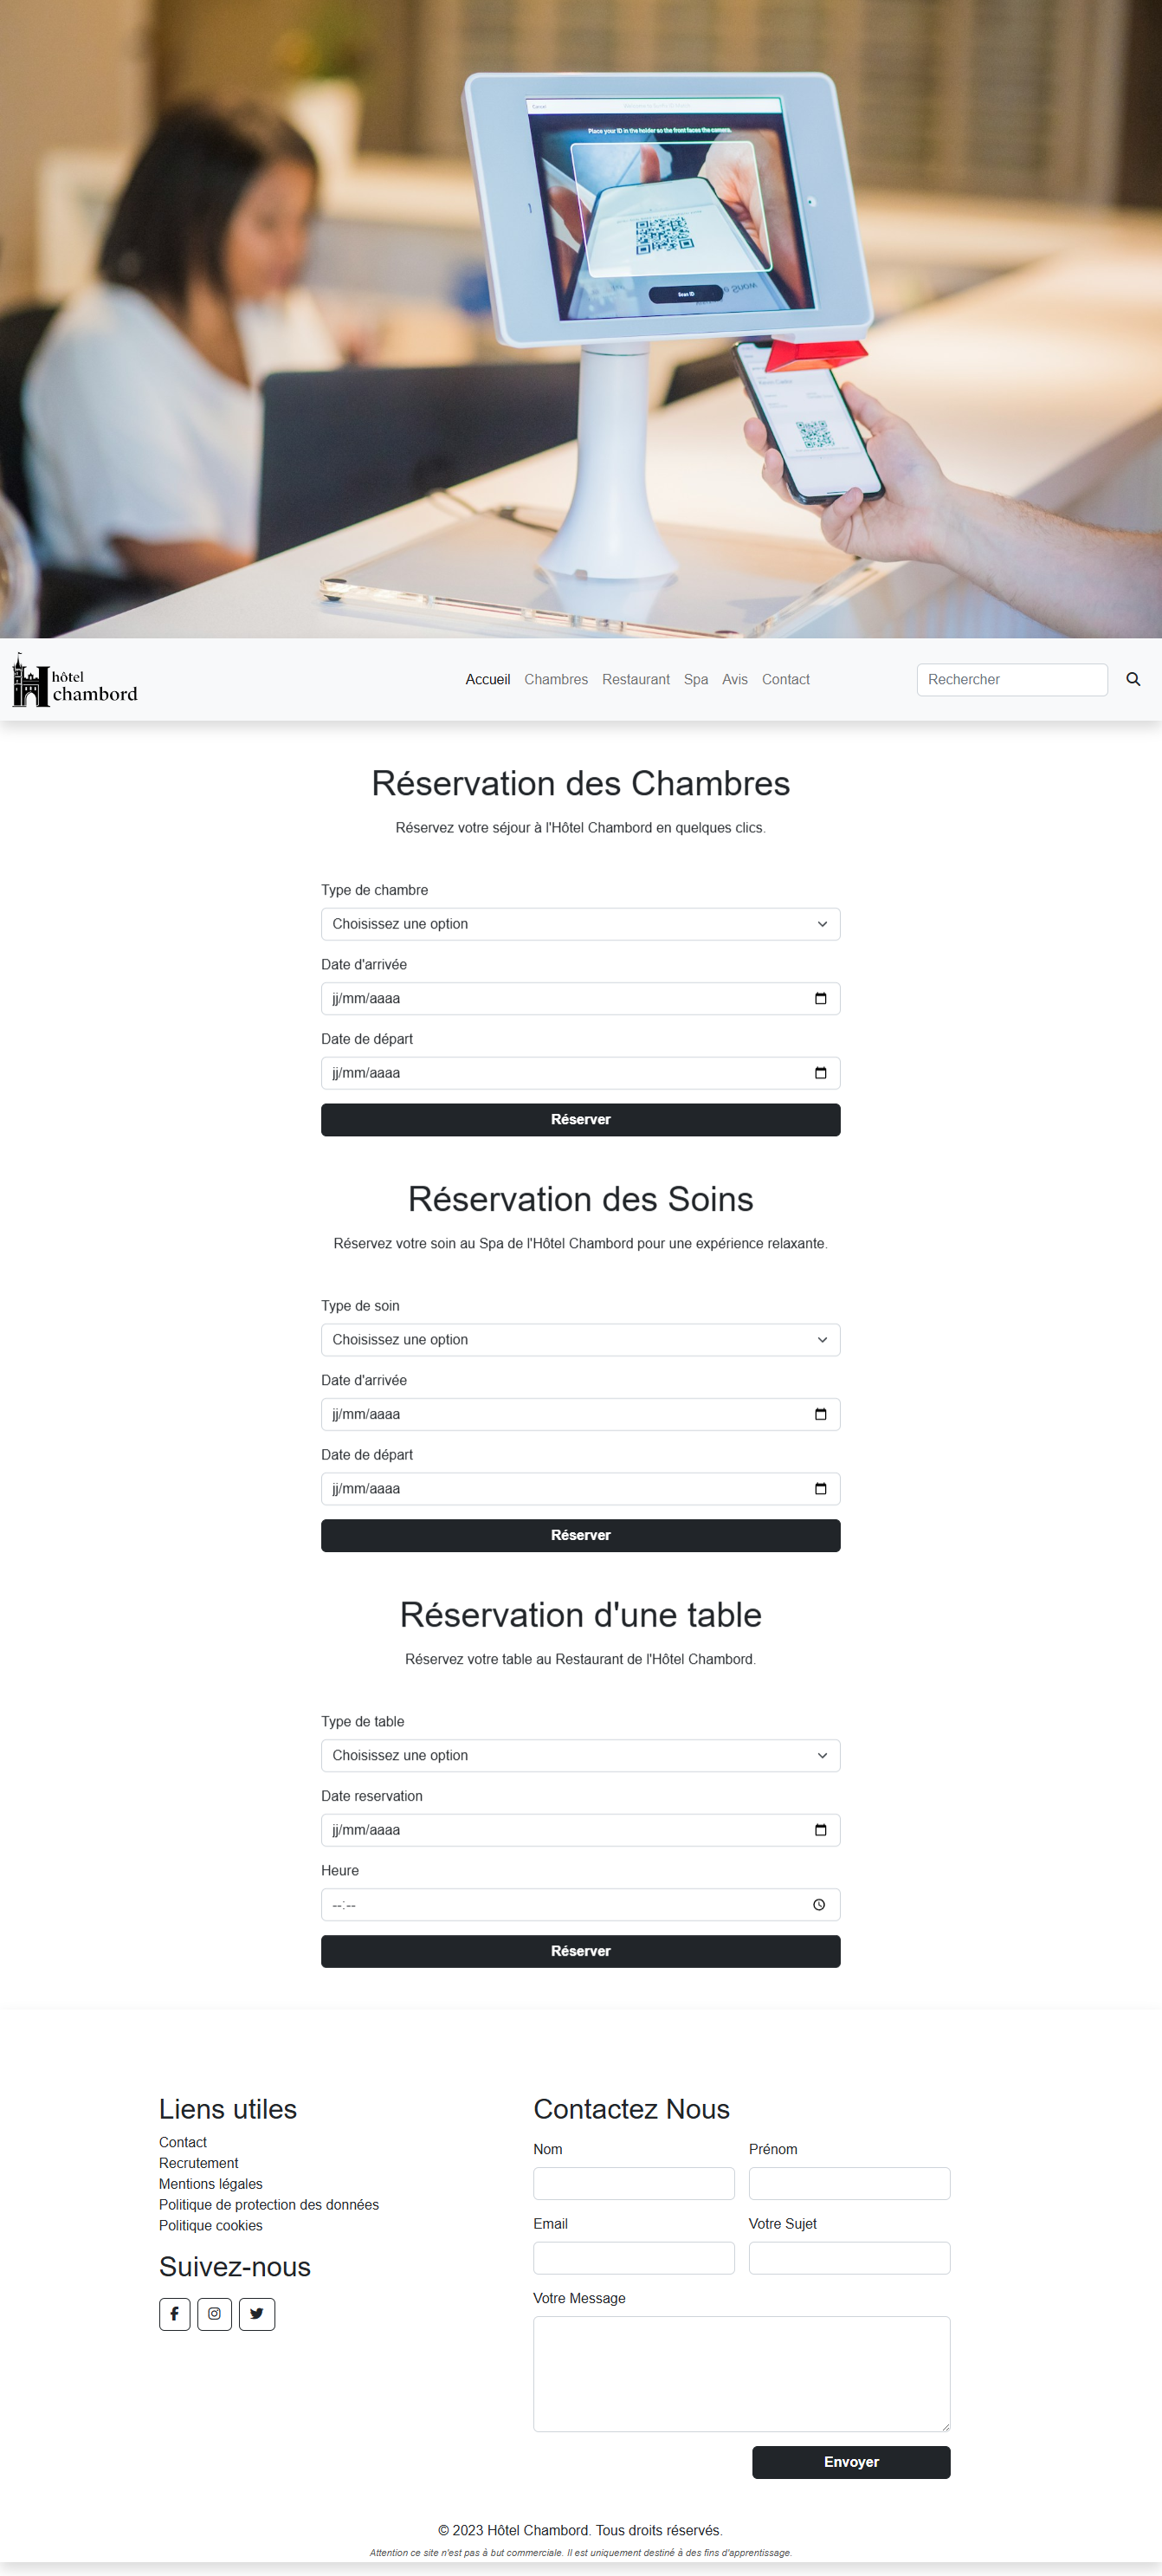 Cancel
Place your ID in the holder so the front faces the camera.
Scan ID
hôtel
chambord
Accueil Chambres Restaurant Spa Avis Contact
Rechercher
Réservation des Chambres
Réservez votre séjour à l'Hôtel Chambord en quelques clics.
Type de chambre
Choisissez une option
Date d'arrivée
jj/mm/aaaa
Date de départ
jj/mm/aaaa
Réserver
Réservation des Soins
Réservez votre soin au Spa de l'Hôtel Chambord pour une expérience relaxante.
Type de soin
Choisissez une option
Date d'arrivée
jj/mm/aaaa
Date de départ
jj/mm/aaaa
Réserver
Réservation d'une table
Réservez votre table au Restaurant de l'Hôtel Chambord.
Type de table
Choisissez une option
Date reservation
jj/mm/aaaa
Heure
--:--
Réserver
Liens utiles
Contact
Recrutement
Mentions légales
Politique de protection des données
Politique cookies
Suivez-nous
Contactez Nous
Nom Prénom
Email Votre Sujet
Votre Message
Envoyer
© 2023 Hôtel Chambord. Tous droits réservés.
Attention ce site n'est pas à but commerciale. Il est uniquement destiné à des fins d'apprentissage.